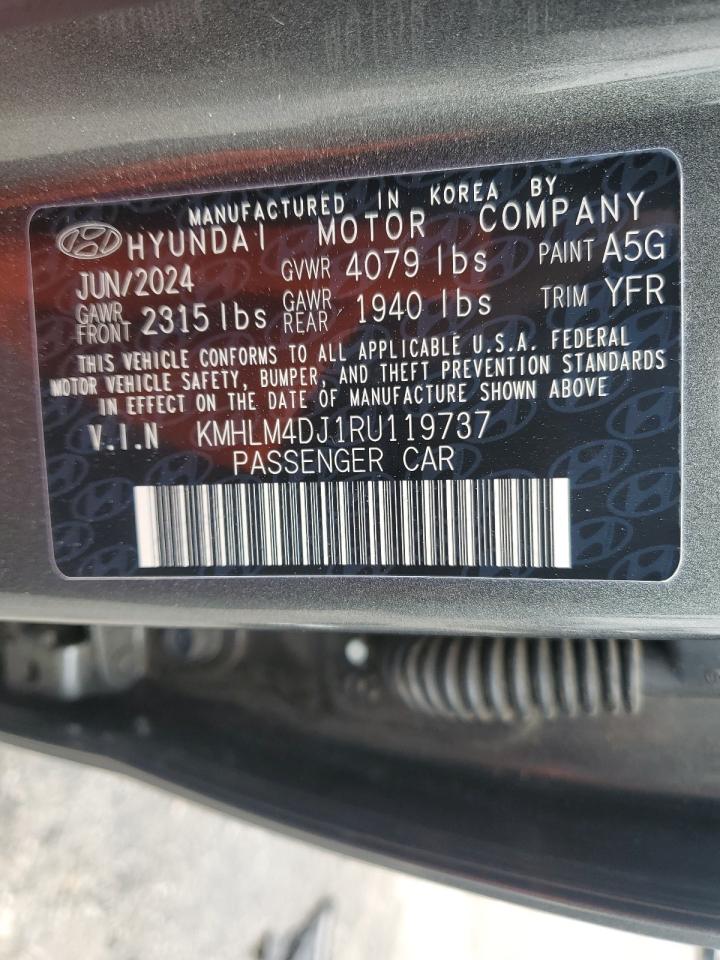 MANUFACTURED IN KOREA BY
HYUNDAI MOTOR COMPANY
JUN/2024 GVWR 4079 lbs PAINT A5G
GAWR FRONT 2315 lbs GAWR REAR 1940 lbs TRIM YFR
THIS VEHICLE CONFORMS TO ALL APPLICABLE U.S.A. FEDERAL
MOTOR VEHICLE SAFETY, BUMPER, AND THEFT PREVENTION STANDARDS
IN EFFECT ON THE DATE OF MANUFACTURE SHOWN ABOVE
V.I.N KMHLM4DJ1RU119737
PASSENGER CAR